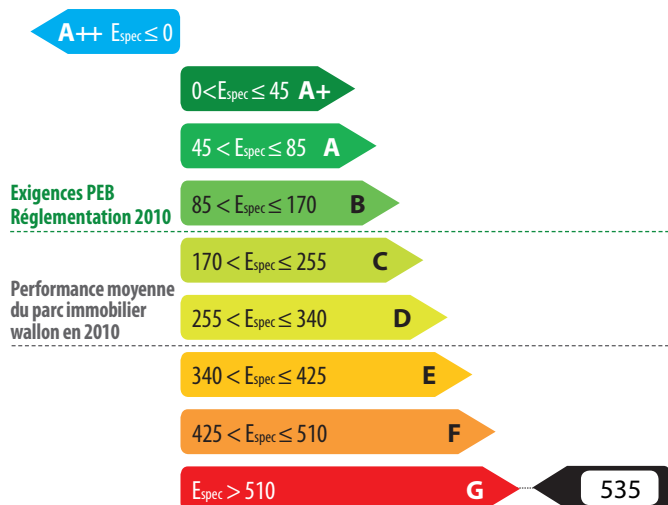 A++ Espec ≤ 0
0<Espec ≤ 45 A+
45 < Espec ≤ 85 A
Exigences PEB
Réglementation 2010
85 < Espec ≤ 170 B
170 < Espec ≤ 255 C
Performance moyenne
du parc immobilier
wallon en 2010
255 < Espec ≤ 340 D
340 < Espec ≤ 425 E
425 < Espec ≤ 510 F
Espec > 510 G 535